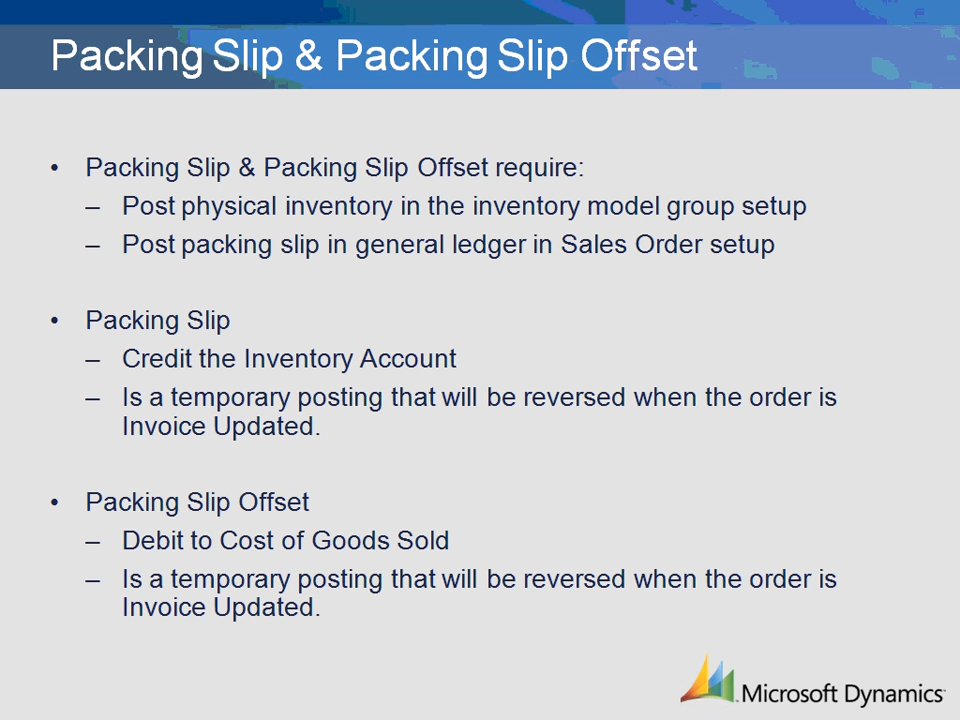 Packing Slip & Packing Slip Offset
• Packing Slip & Packing Slip Offset require:
– Post physical inventory in the inventory model group setup
– Post packing slip in general ledger in Sales Order setup
• Packing Slip
– Credit the Inventory Account
– Is a temporary posting that will be reversed when the order is
Invoice Updated.
• Packing Slip Offset
– Debit to Cost of Goods Sold
– Is a temporary posting that will be reversed when the order is
Invoice Updated.
Microsoft Dynamics